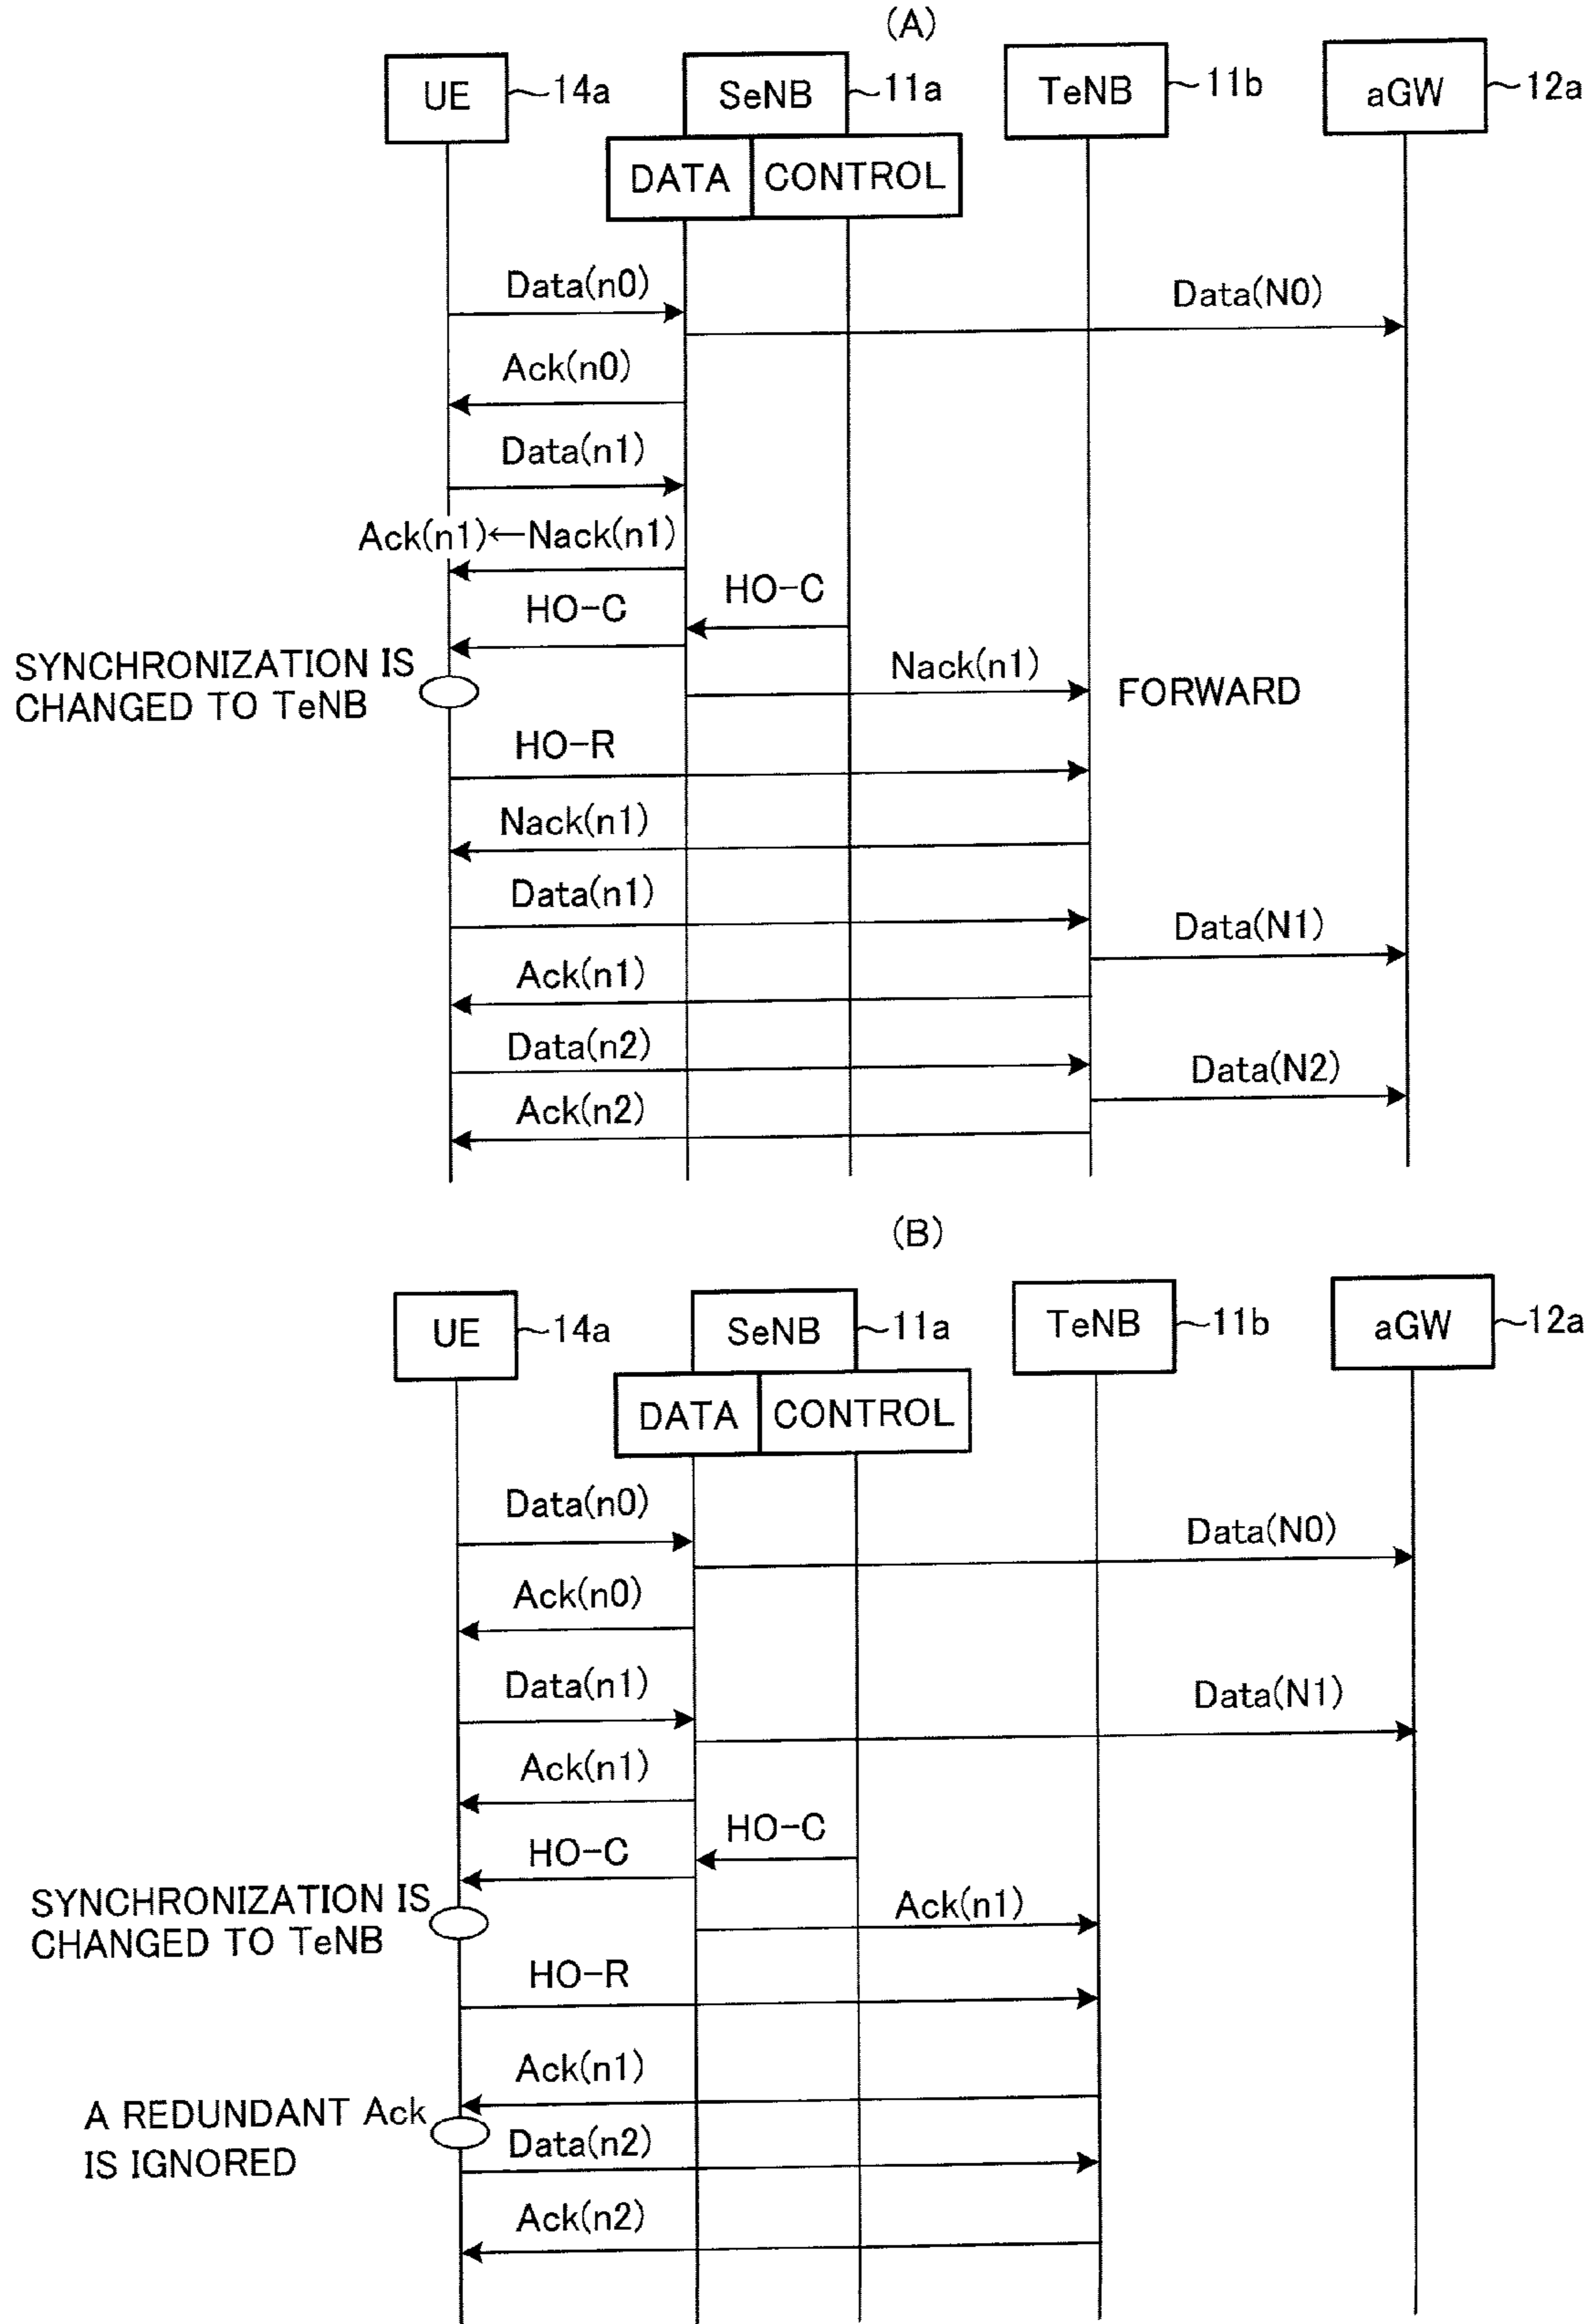 (A)
UE ~14a SeNB ~11a TeNB ~11b aGW ~12a
DATA CONTROL
Data(n0)
Data(N0)
Ack(n0)
Data(n1)
Ack(n1)←Nack(n1)
HO-C
HO-C
SYNCHRONIZATION IS
CHANGED TO TeNB
Nack(n1)
FORWARD
HO-R
Nack(n1)
Data(n1)
Data(N1)
Ack(n1)
Data(n2)
Data(N2)
Ack(n2)
(B)
UE ~14a SeNB ~11a TeNB ~11b aGW ~12a
DATA CONTROL
Data(n0)
Data(N0)
Ack(n0)
Data(n1)
Data(N1)
Ack(n1)
HO-C
HO-C
SYNCHRONIZATION IS
CHANGED TO TeNB
Ack(n1)
HO-R
Ack(n1)
A REDUNDANT Ack
IS IGNORED
Data(n2)
Ack(n2)